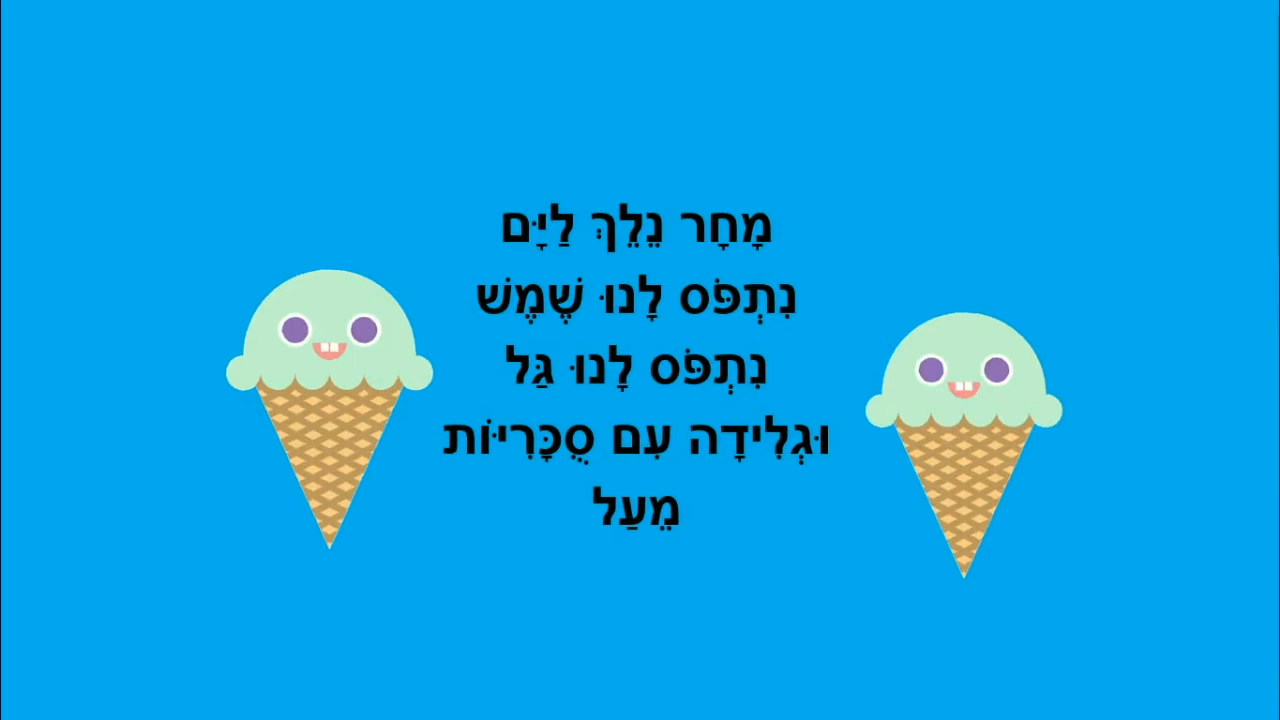 מָחָר נֵלֵךְ לַיָּם
נִתְפֹּס לָנוּ שֶׁמֶשׁ
נִתְפֹּס לָנוּ גַּל
וּגְלִידָה עִם סֻכָּרִיּוֹת
מֵעַל